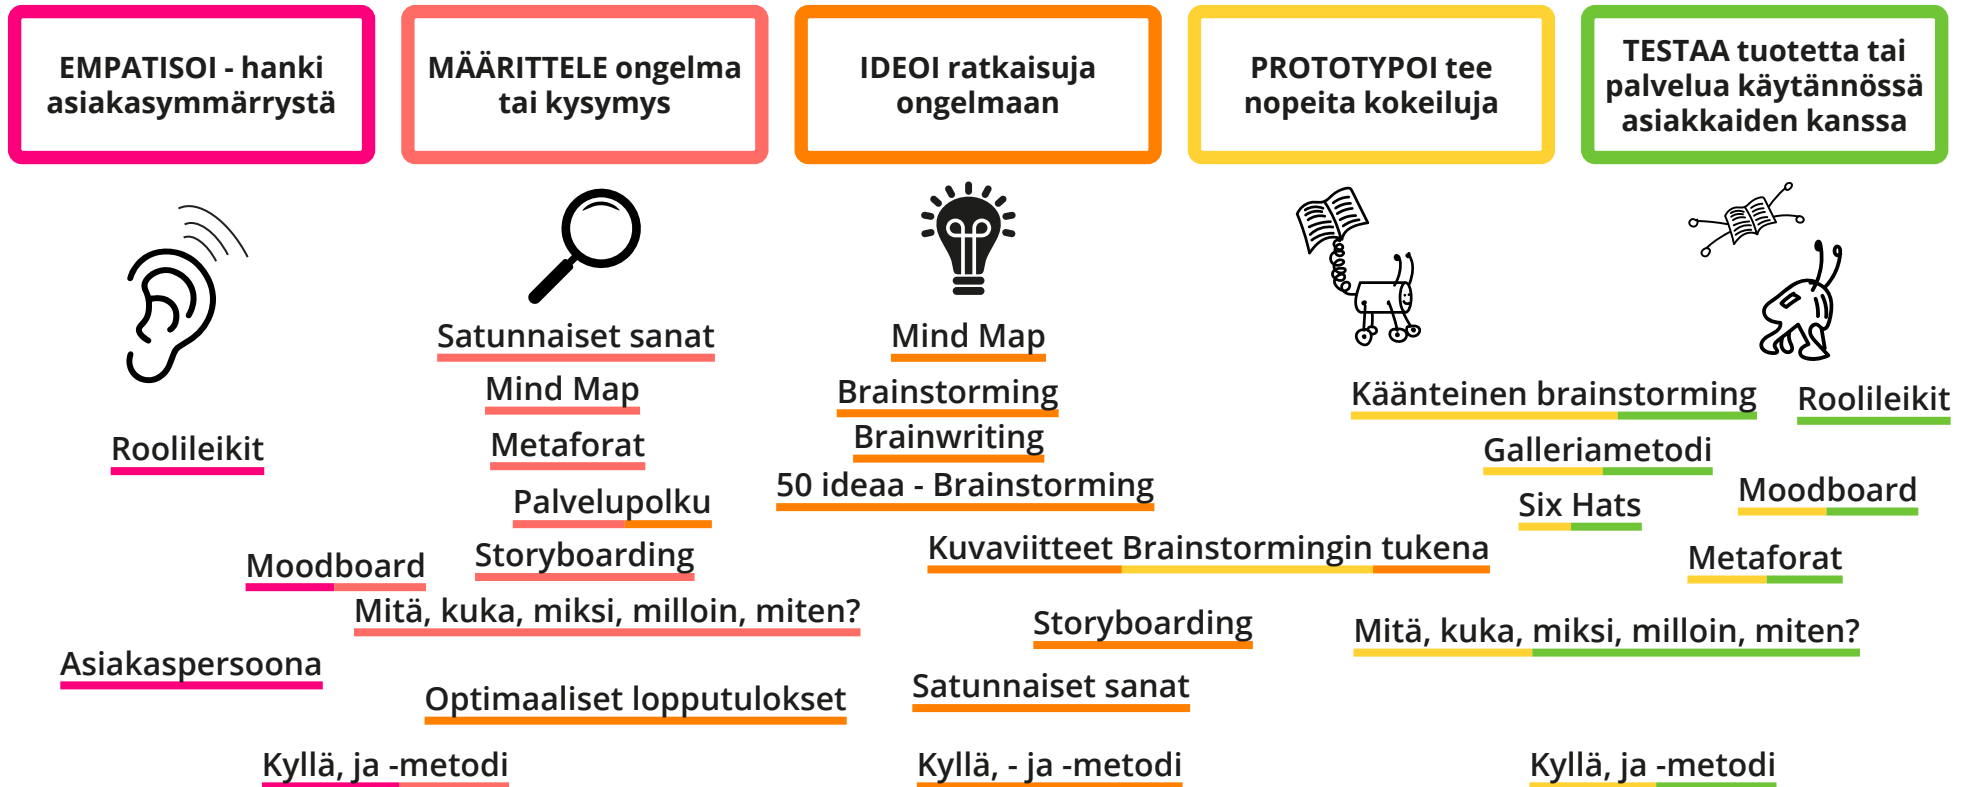 EMPATISOI - hanki
asiakasymmärrystä
MÄÄRITTELE ongelma
tai kysymys
IDEOI ratkaisuja
ongelmaan
PROTOTYPOI tee
nopeita kokeiluja
TESTAA tuotetta tai
palvelua käytännössä
asiakkaiden kanssa
Roolileikit
Moodboard
Asiakaspersoona
Kyllä, ja -metodi
Satunnaiset sanat
Mind Map
Metaforat
Palvelupolku
Storyboarding
Mitä, kuka, miksi, milloin, miten?
Optimaaliset lopputulokset
Mind Map
Brainstorming
Brainwriting
50 ideaa - Brainstorming
Kuvaviitteet Brainstormingin tukena
Storyboarding
Satunnaiset sanat
Kyllä, - ja -metodi
Käänteinen brainstorming
Roolileikit
Galleriametodi
Moodboard
Six Hats
Metaforat
Mitä, kuka, miksi, milloin, miten?
Kyllä, ja -metodi